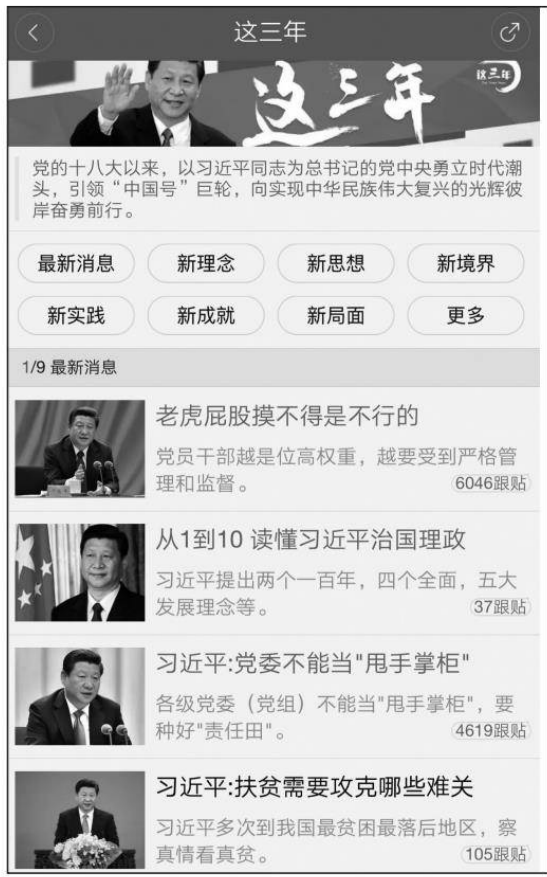 这三年
这三年
这三年
党的十八大以来，以习近平同志为总书记的党中央勇立时代潮
头，引领“中国号”巨轮，向实现中华民族伟大复兴的光辉彼
岸奋勇前行。
最新消息 新理念 新思想 新境界
新实践 新成就 新局面 更多
1/9 最新消息
老虎屁股摸不得是不行的
党员干部越是位高权重，越要受到严格管
理和监督。 6046跟贴
从1到10 读懂习近平治国理政
习近平提出两个一百年，四个全面，五大
发展理念等。 37跟贴
习近平:党委不能当"甩手掌柜"
各级党委（党组）不能当"甩手掌柜"，要
种好"责任田"。 4619跟贴
习近平:扶贫需要攻克哪些难关
习近平多次到我国最贫困最落后地区，察
真情看真贫。 105跟贴